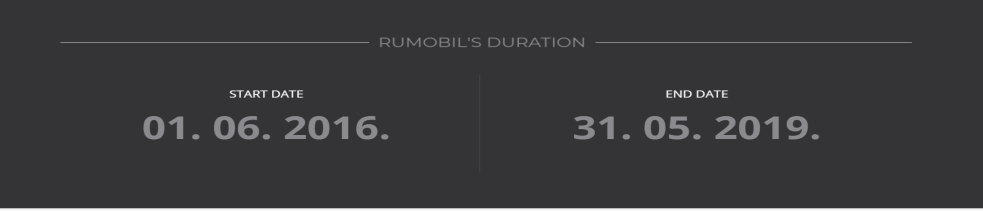 RUMOBIL'S DURATION
START DATE
01. 06. 2016.
END DATE
31. 05. 2019.